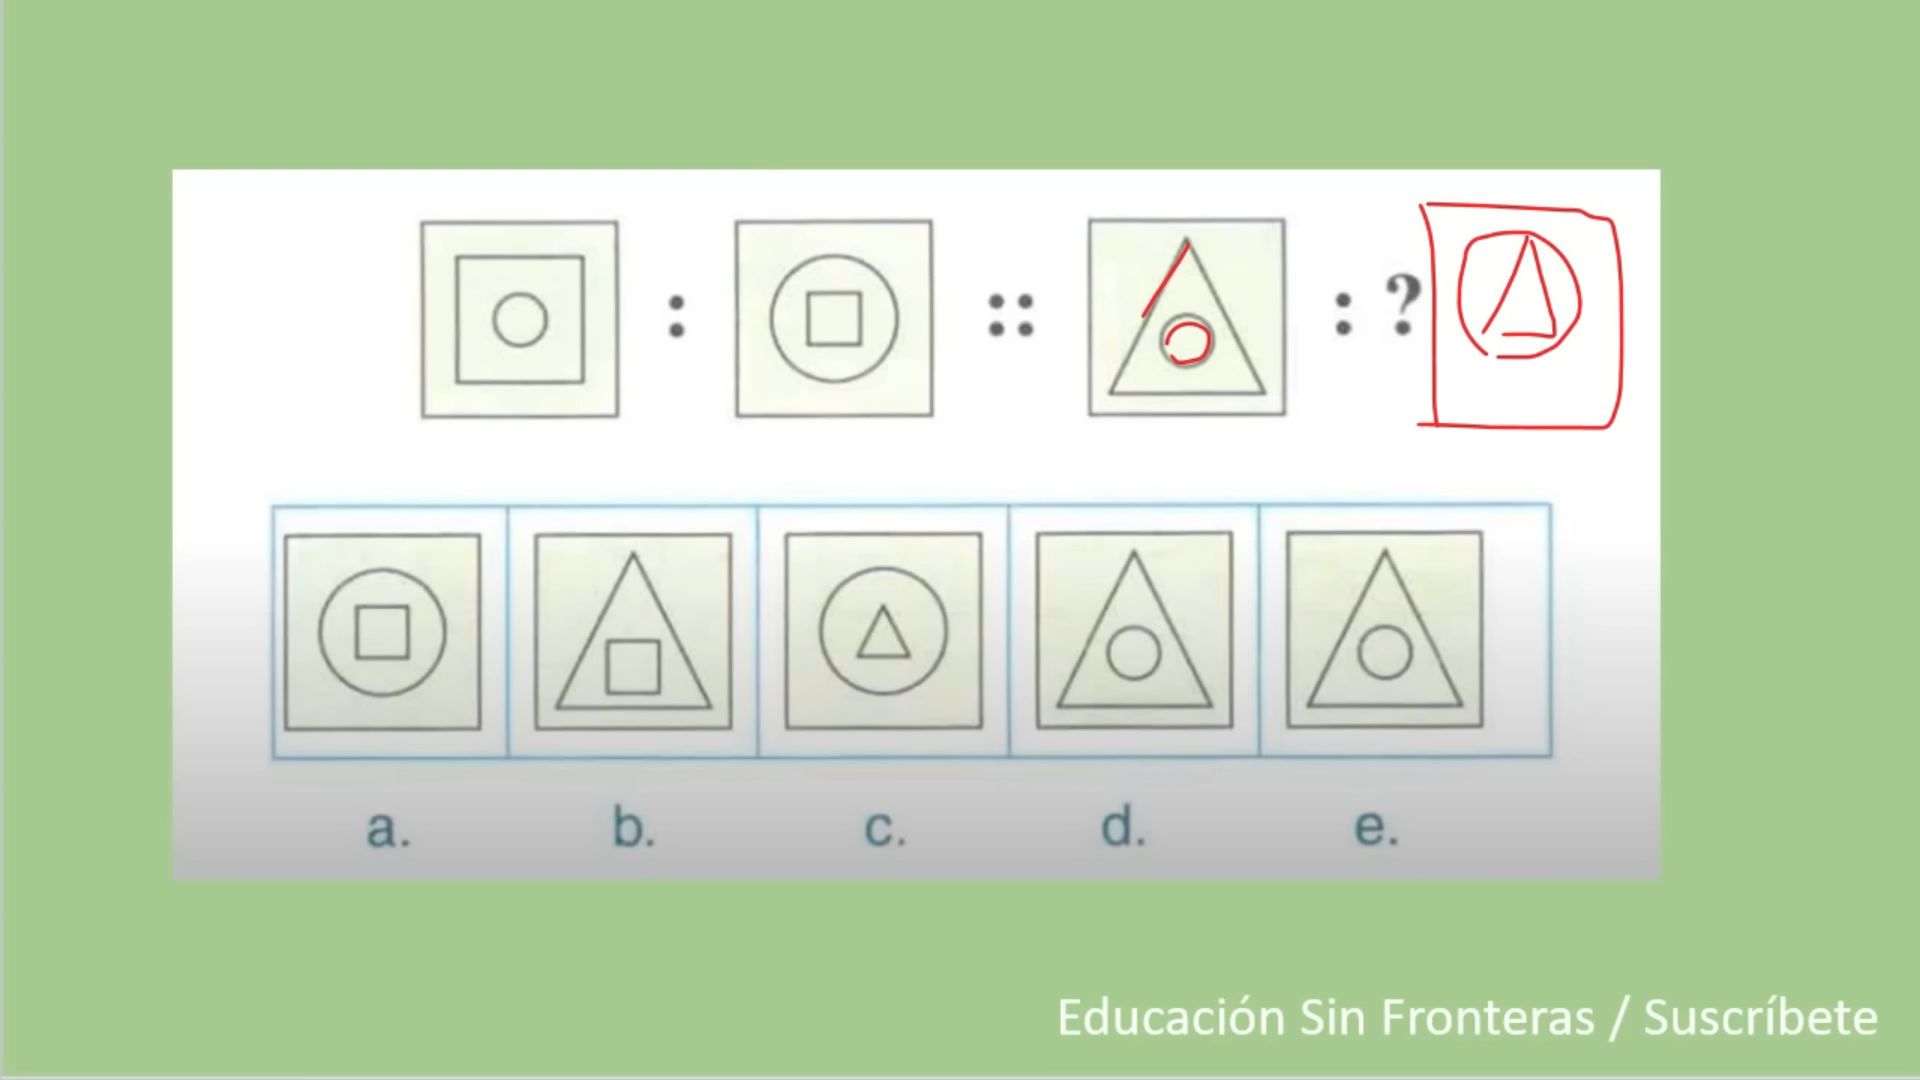 : :: : ?
a. b. c. d. e.
Educación Sin Fronteras / Suscríbete